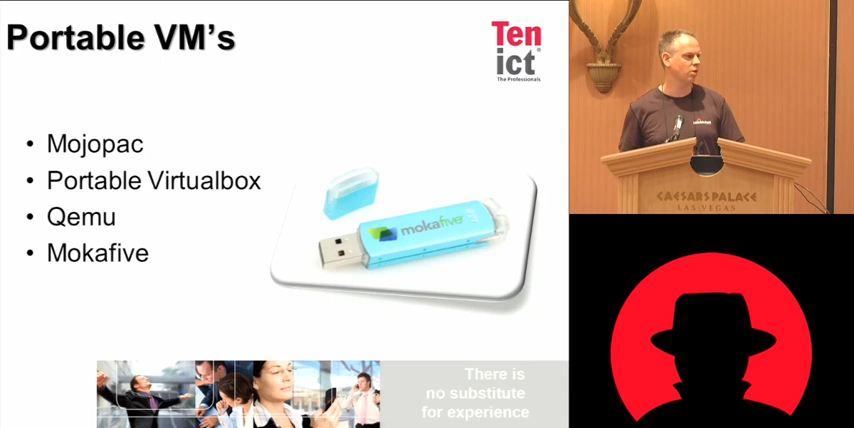 Portable VM's
Ten
ict
The Professionals
• Mojopac
• Portable Virtualbox
• Qemu
• Mokafive
mokafive
There is
no substitute
for experience
CAESARS PALACE
LAS VEGAS